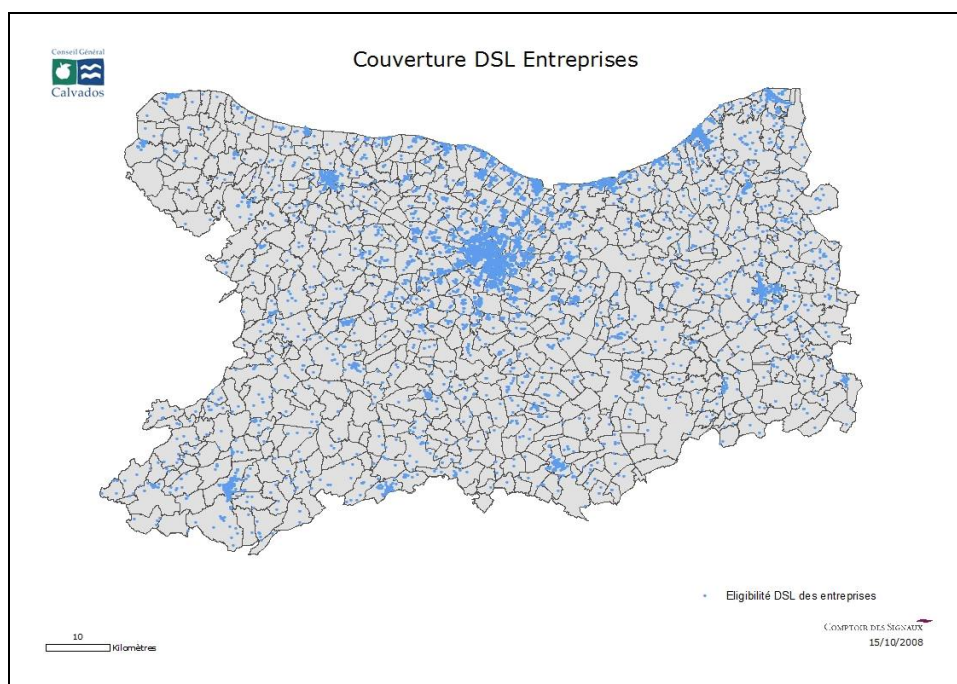 Conseil Général
Calvados
Couverture DSL Entreprises
Eligibilité DSL des entreprises
10
Kilomètres
COMPTOIR DES SIGNAUX
15/10/2008